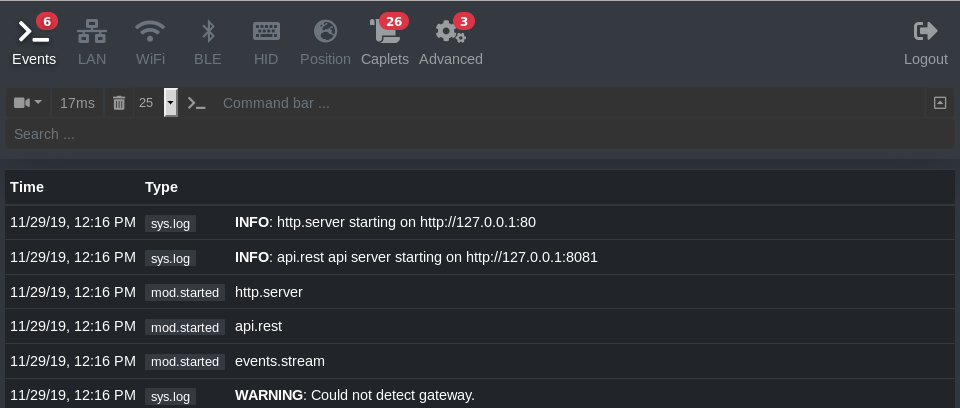 6 26 3
Events LAN WiFi BLE HID Position Caplets Advanced Logout
17ms 25 Command bar ...
Search ...
Time Type
11/29/19, 12:16 PM sys.log INFO: http.server starting on http://127.0.0.1:80
11/29/19, 12:16 PM sys.log INFO: api.rest api server starting on http://127.0.0.1:8081
11/29/19, 12:16 PM mod.started http.server
11/29/19, 12:16 PM mod.started api.rest
11/29/19, 12:16 PM mod.started events.stream
11/29/19, 12:16 PM sys.log WARNING: Could not detect gateway.